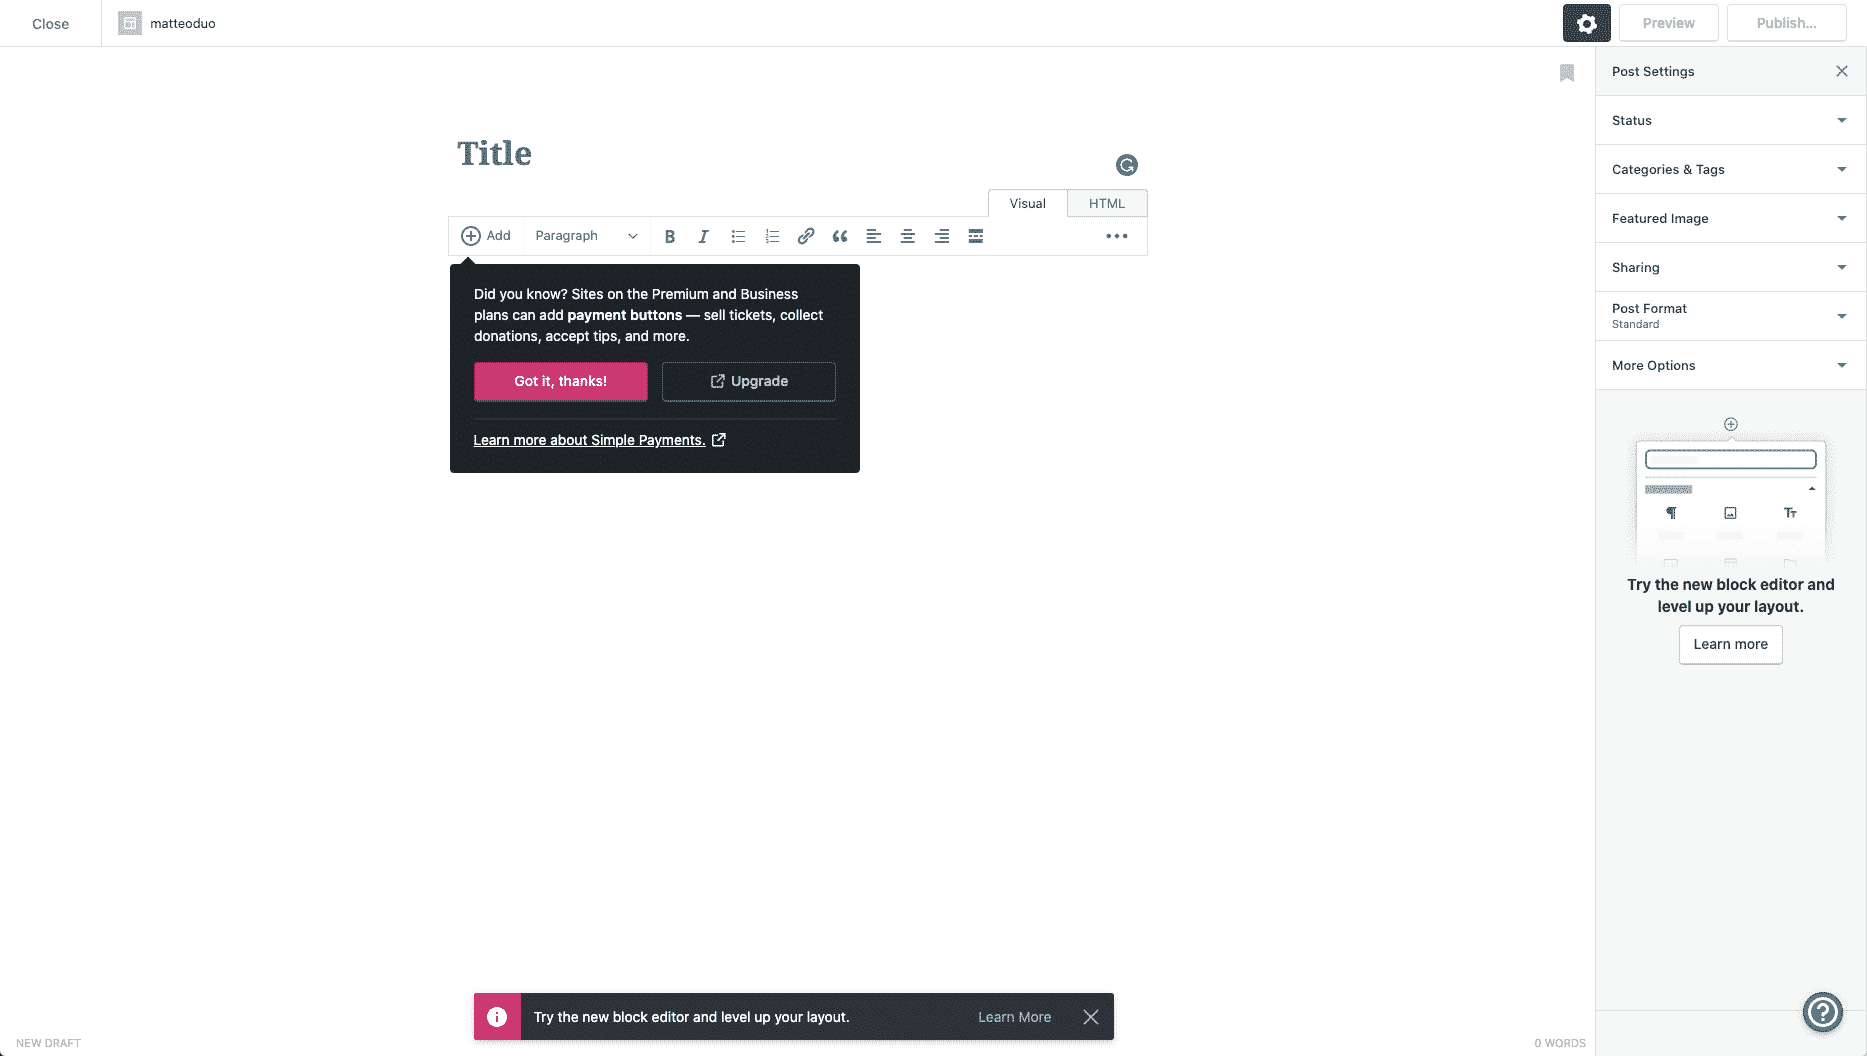 Close
matteoduo
Preview
Publish...
Post Settings
Status
Categories & Tags
Featured Image
Sharing
Post Format
Standard
More Options
Title
Visual
HTML
Add
Paragraph
B
I
Did you know? Sites on the Premium and Business
plans can add payment buttons — sell tickets, collect
donations, accept tips, and more.
Got it, thanks!
Upgrade
Learn more about Simple Payments.
Try the new block editor and
level up your layout.
Learn more
Try the new block editor and level up your layout.
Learn More
NEW DRAFT
0 WORDS